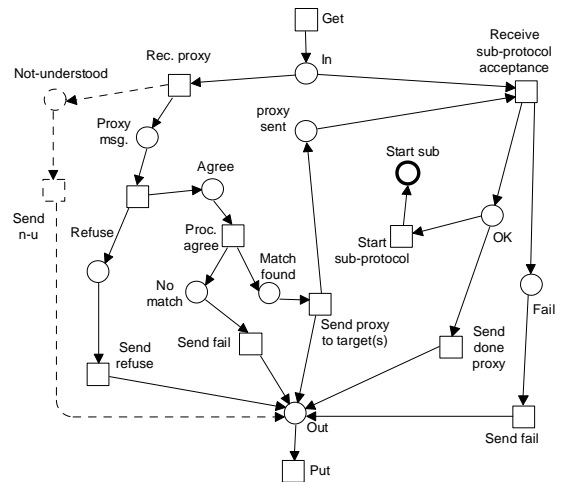 Get
Receive
sub-protocol
acceptance
Rec. proxy
In
Not-understood
Proxy
msg.
proxy
sent
Start sub
Agree
Send
n-u
Refuse
Proc.
agree
Match
found
Start
sub-protocol
OK
No
match
Fail
Send fail
Send proxy
to target(s)
Send
done
proxy
Send
refuse
Out
Send fail
Put